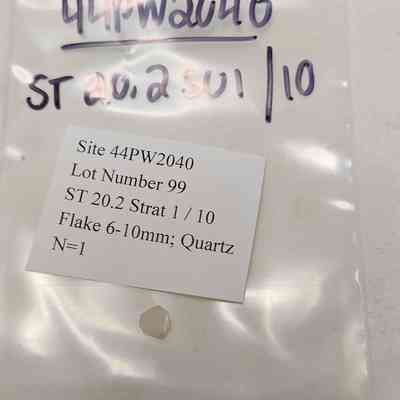 44PW2040
ST 20.2 SU1/10
Site 44PW2040
Lot Number 99
ST 20.2 Strat 1 / 10
Flake 6-10mm; Quartz
N=1